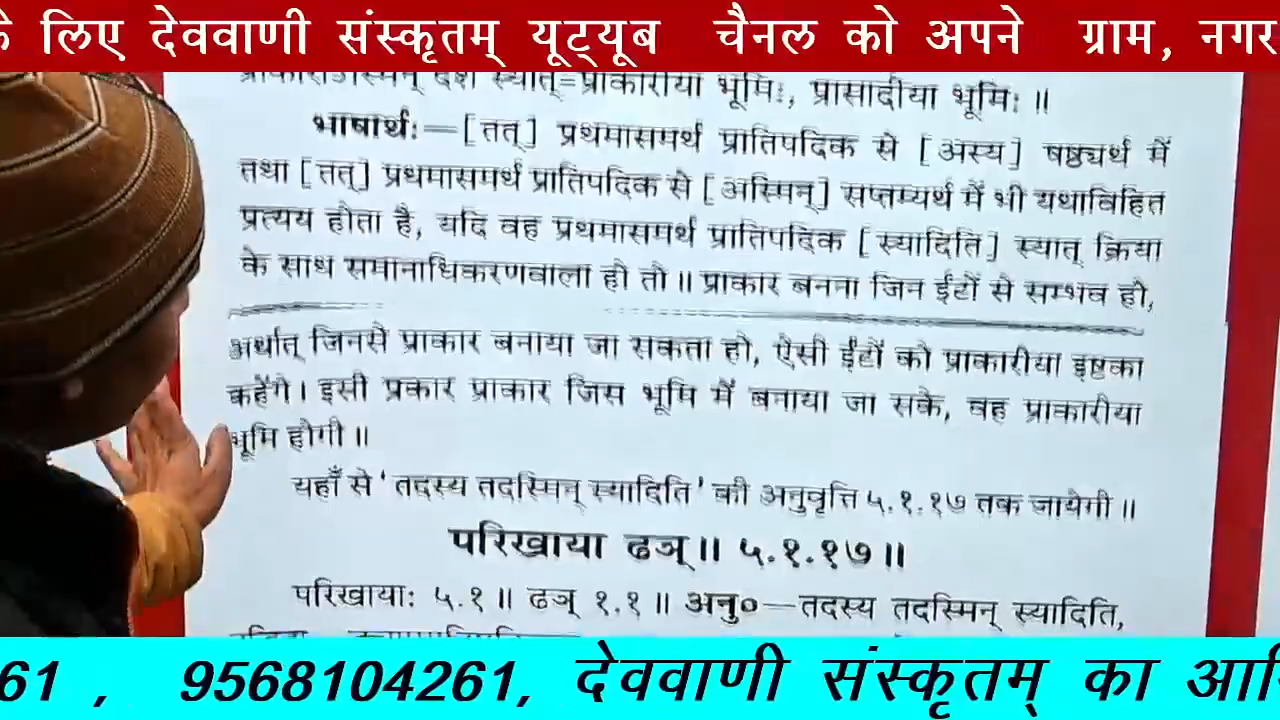 के लिए देववाणी संस्कृतम् यूट्यूब चैनल को अपने ग्राम, नगर
स्यात्=प्राकारीया भूमिः, प्रासादीया भूमिः ॥
भाषार्थः—[तत्] प्रथमासमर्थ प्रातिपदिक से [अस्य] षष्ठ्यर्थ में
तथा [तत्] प्रथमासमर्थ प्रातिपदिक से [अस्मिन्] सप्तम्यर्थ में भी यथाविहित
प्रत्यय होता है, यदि वह प्रथमासमर्थ प्रातिपदिक [स्यादिति] स्यात् क्रिया
के साथ समानाधिकरणवाला हो तो ॥ प्राकार बनना जिन ईंटों से सम्भव हो,
अर्थात् जिनसे प्राकार बनाया जा सकता हो, ऐसी ईंटों को प्राकारीया इष्टका
कहेंगे। इसी प्रकार प्राकार जिस भूमि में बनाया जा सके, वह प्राकारीया
भूमि होगी ॥
यहाँ से 'तदस्य तदस्मिन् स्यादिति' की अनुवृत्ति ५.१.१७ तक जायेगी ॥
परिखाया ढञ् ॥ ५.१.१७ ॥
परिखायाः ५.१ ॥ ढञ् १.१ ॥ अनु०—तदस्य तदस्मिन् स्यादिति,
61 , 9568104261, देववाणी संस्कृतम् का